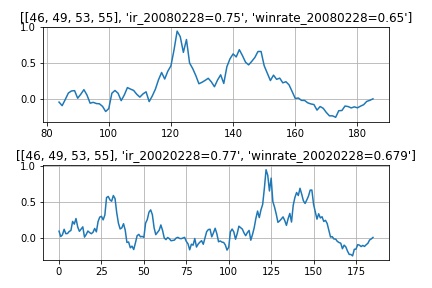 [[46, 49, 53, 55], 'ir_20080228=0.75', 'winrate_20080228=0.65']
1.0
0.5
0.0
80 100 120 140 160 180
[[46, 49, 53, 55], 'ir_20020228=0.77', 'winrate_20020228=0.679']
1.0
0.5
0.0
0 25 50 75 100 125 150 175